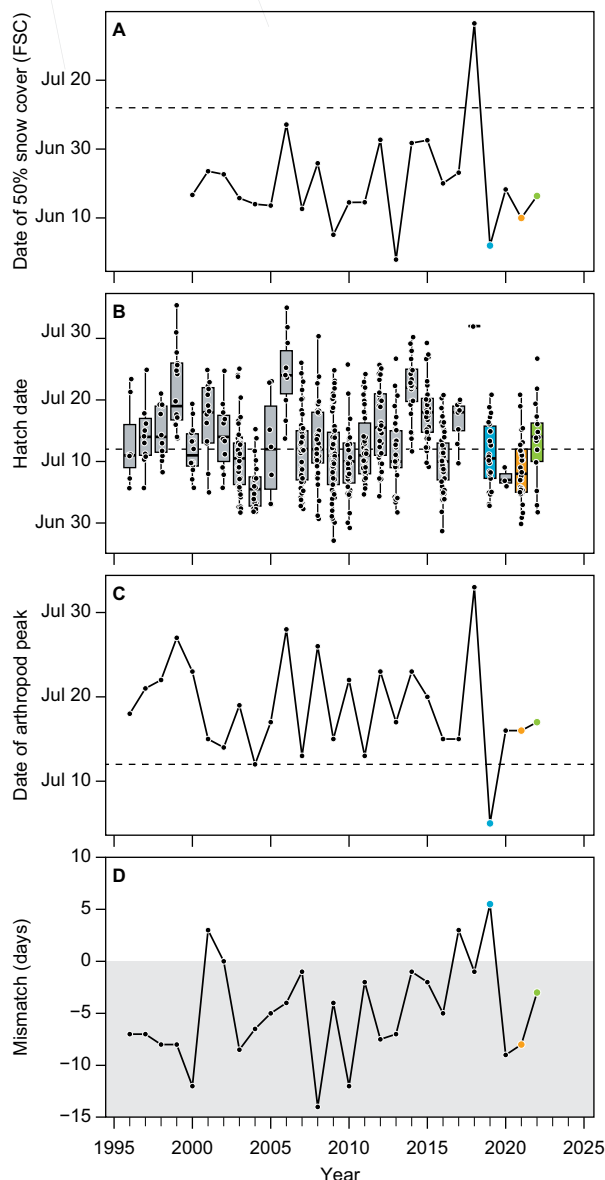 A
Date of 50% snow cover (FSC)
Jul 20
Jun 30
Jun 10
B
Hatch date
Jul 30
Jul 20
Jul 10
Jun 30
C
Date of arthropod peak
Jul 30
Jul 20
Jul 10
D
Mismatch (days)
10
5
0
−5
−10
−15
1995 2000 2005 2010 2015 2020 2025
Year